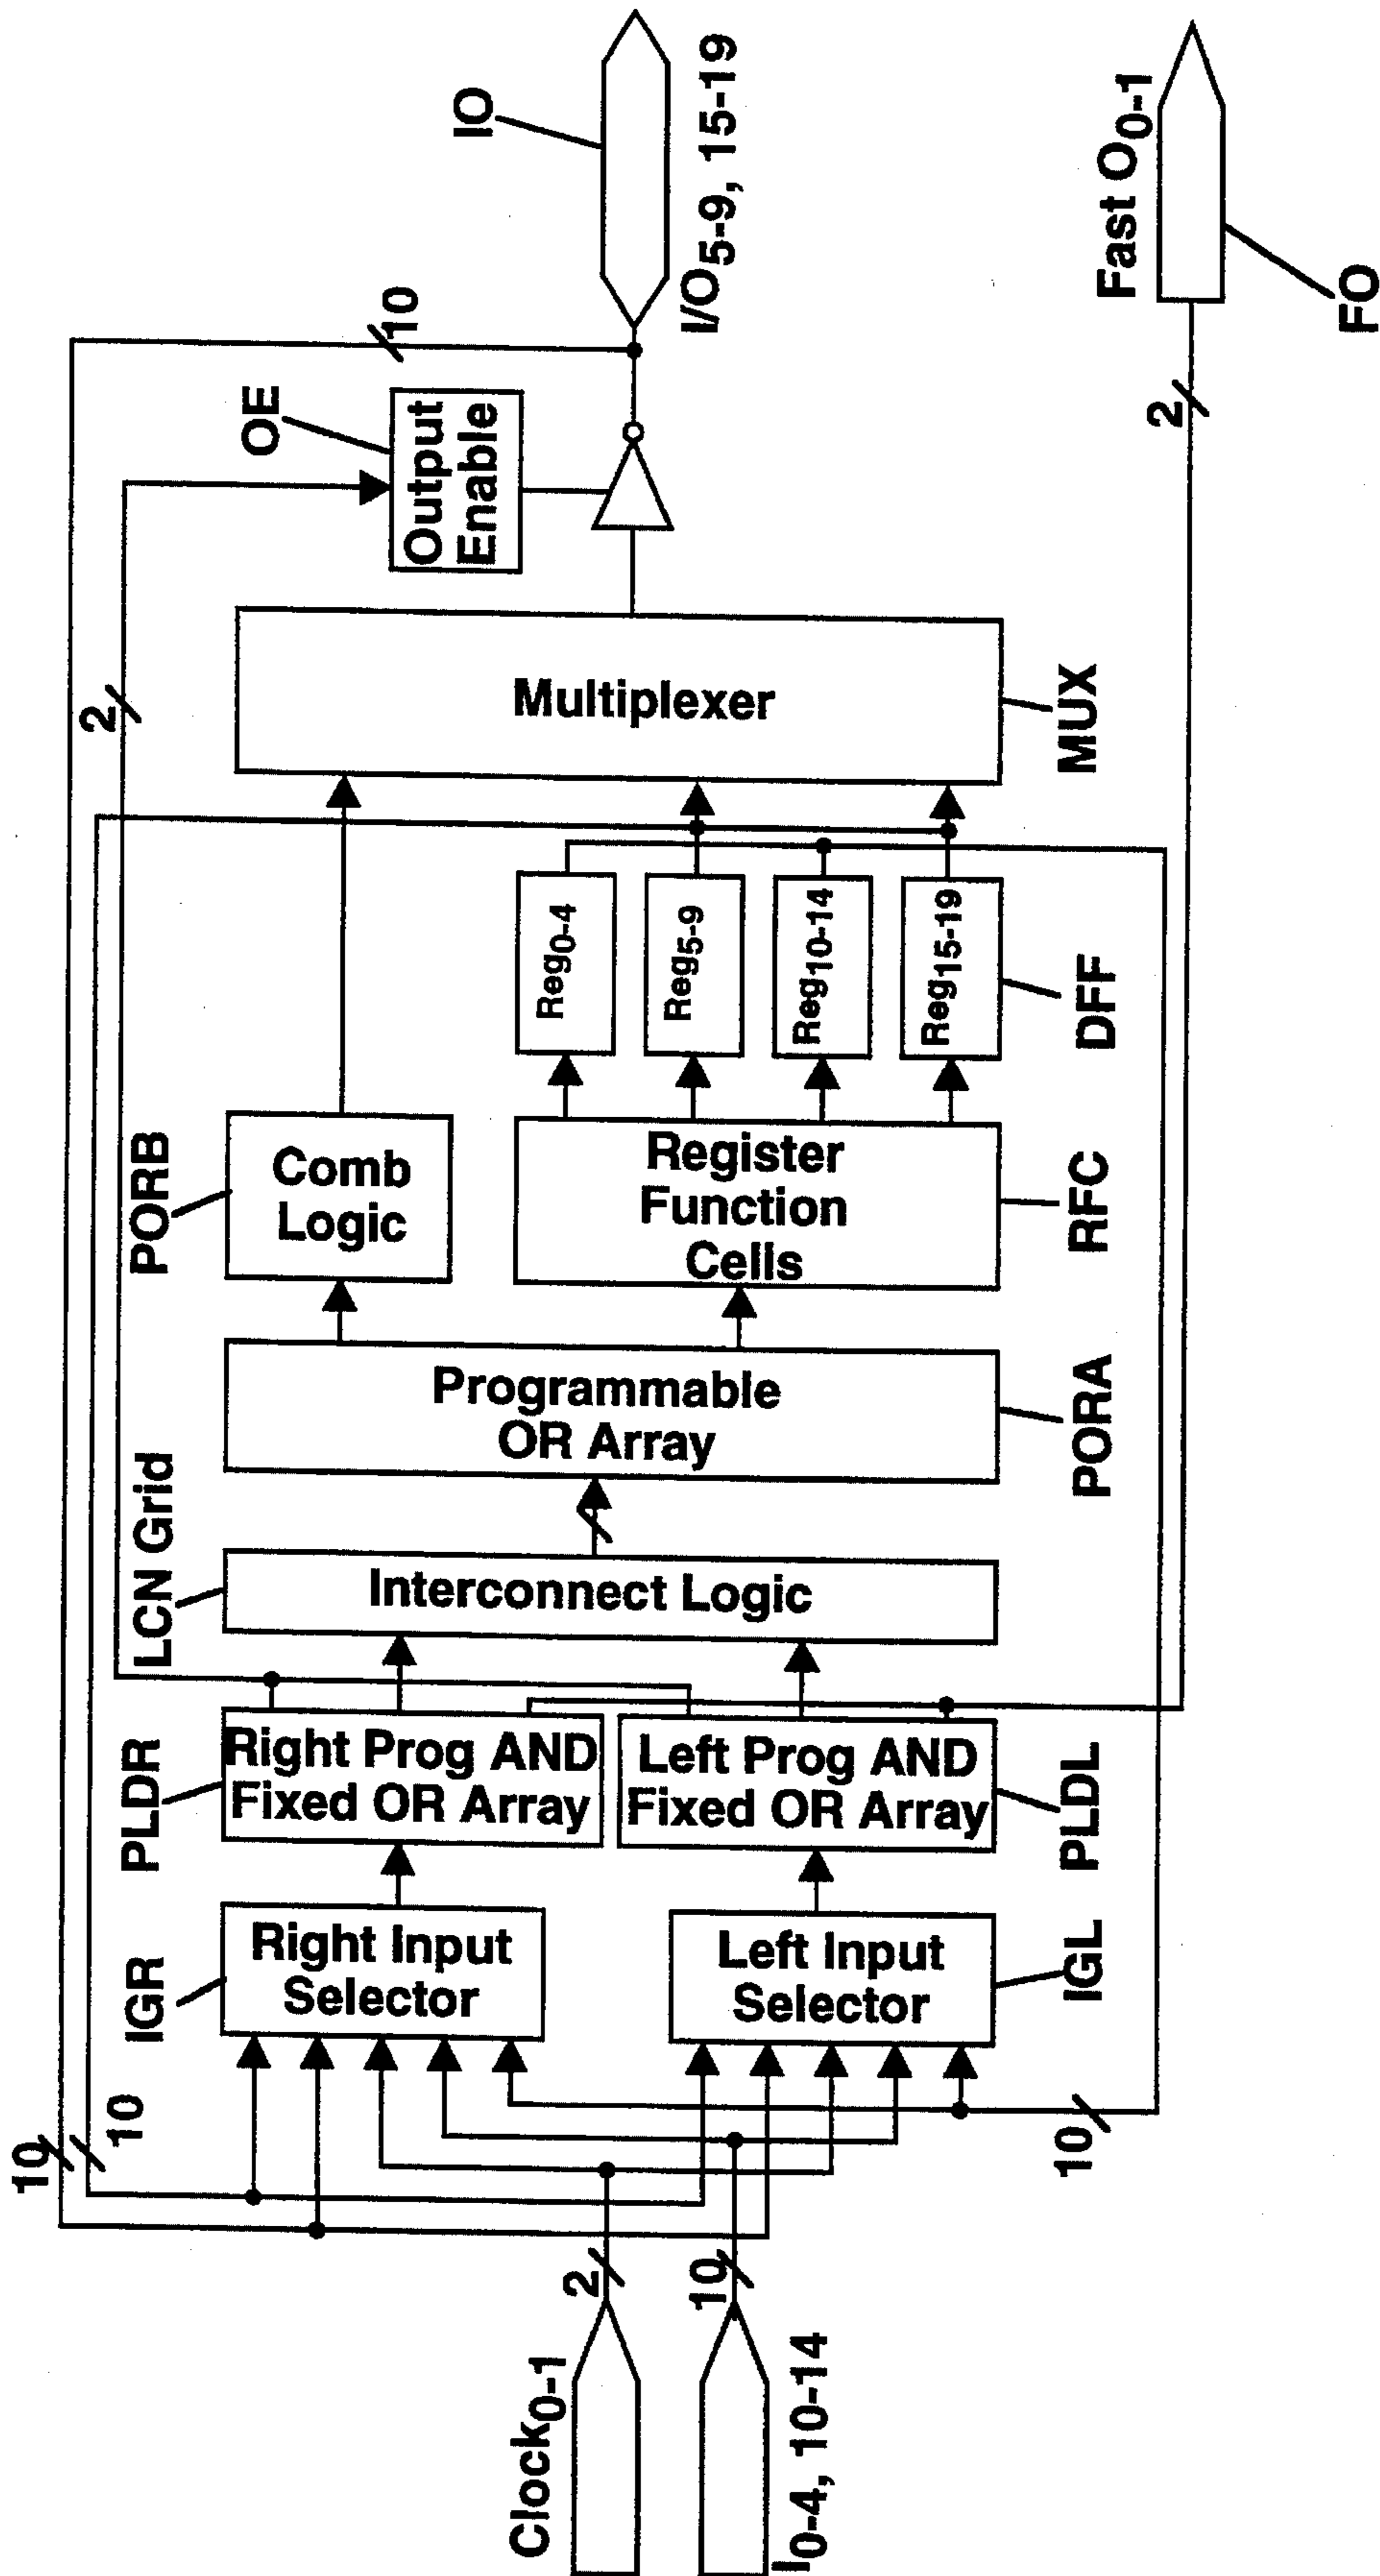 10
10
2
10
IO
I/O5-9, 15-19
OE
Output
Enable
Multiplexer
MUX
Reg0-4
Reg5-9
Reg10-14
Reg15-19
DFF
PORB
Comb
Logic
Register
Function
Cells
RFC
Programmable
OR Array
PORA
LCN Grid
Interconnect Logic
PLDR
Right Prog AND
Fixed OR Array
Left Prog AND
Fixed OR Array
PLDL
IGR
Right Input
Selector
Left Input
Selector
IGL
10
Clock0-1
2
I0-4, 10-14
10
2
Fast O0-1
FO